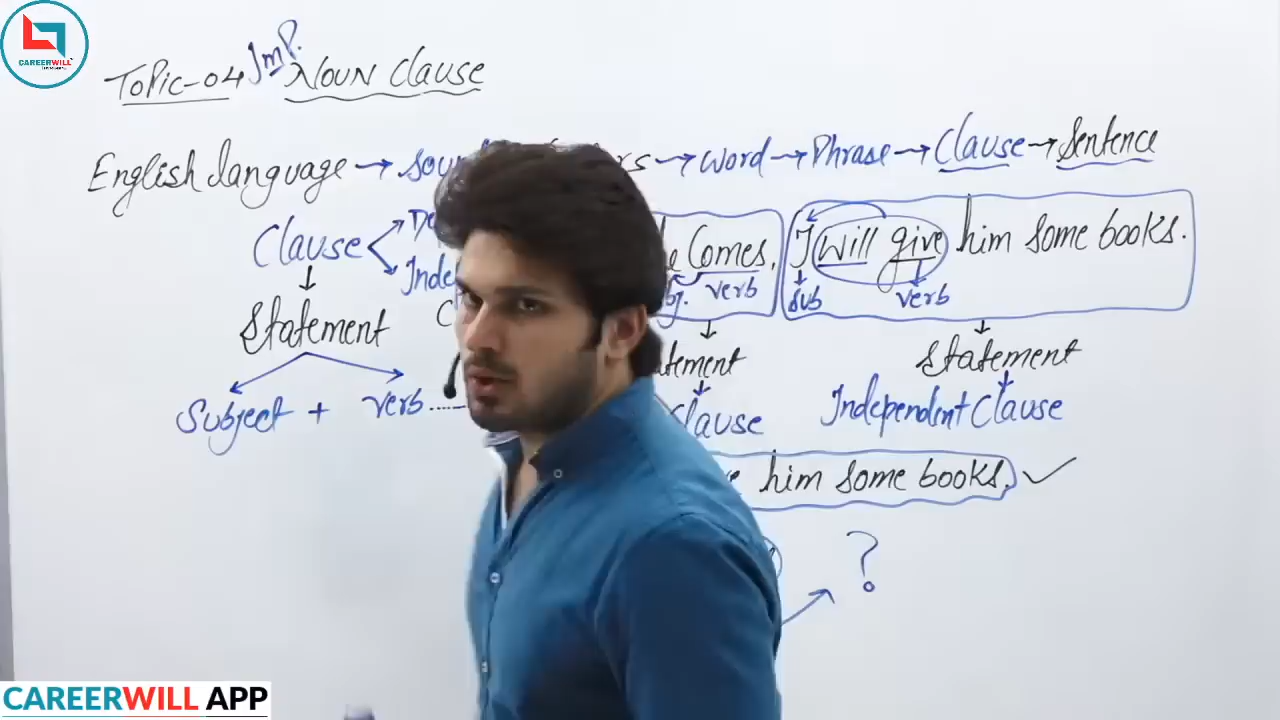 CAREERWILL
Imp.
Topic-04 Noun Clause
English language → → Word → Phrase → Clause → Sentence
Clause Comes. I will give him some books.
verb sub verb
Statement Statement
Subject + verb Clause Independent Clause
him some books. ✓
?
CAREERWILL APP